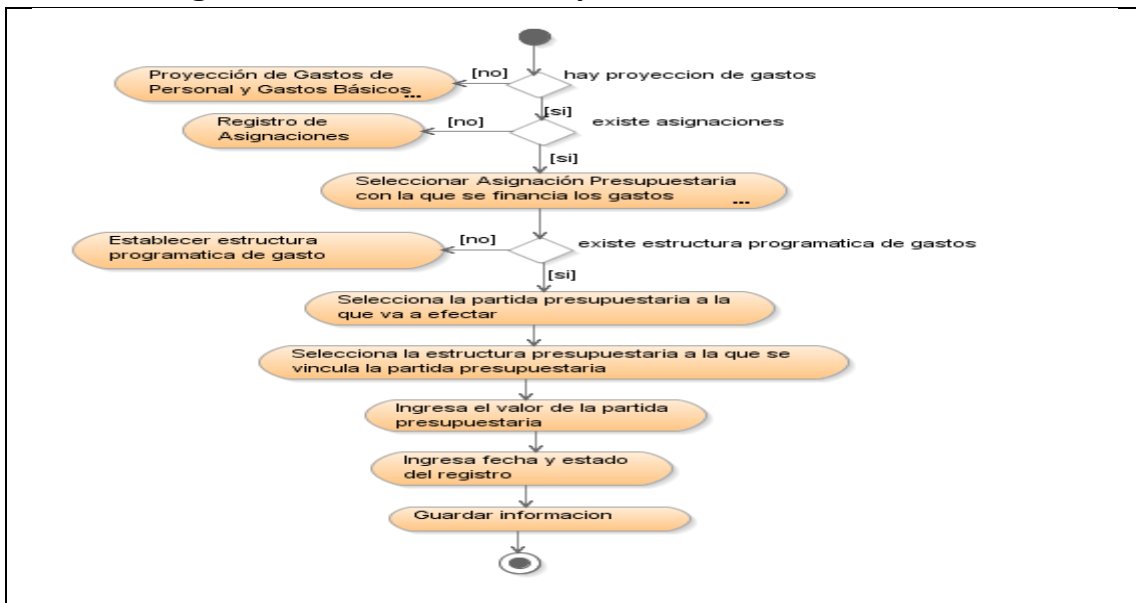 [no]
hay proyeccion de gastos
Proyección de Gastos de
Personal y Gastos Básicos
...
[si]
Registro de
Asignaciones
[no]
existe asignaciones
[si]
Seleccionar Asignación Presupuestaria
con la que se financia los gastos
...
Establecer estructura
programatica de gasto
[no]
existe estructura programatica de gastos
[si]
Selecciona la partida presupuestaria a la
que va a efectar
Selecciona la estructura presupuestaria a la que se
vincula la partida presupuestaria
Ingresa el valor de la partida
presupuestaria
Ingresa fecha y estado
del registro
Guardar informacion